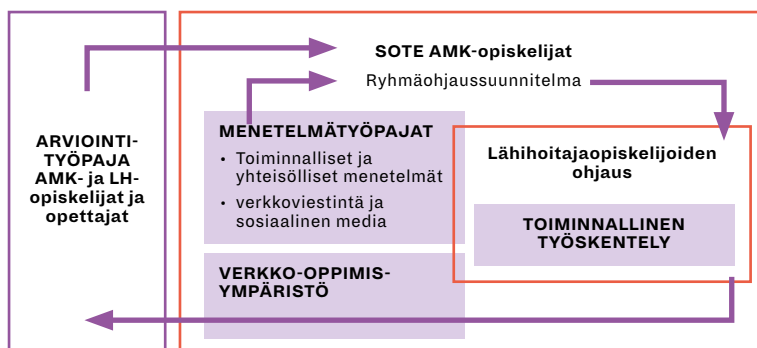 ARVIOINTI-
TYÖPAJA
AMK- ja LH-
opiskelijat ja
opettajat
SOTE AMK-opiskelijat
Ryhmäohjaussuunnitelma
MENETELMÄTYÖPAJAT
• Toiminnalliset ja
yhteisölliset menetelmät
• verkkoviestintä ja
sosiaalinen media
VERKKO-OPPIMIS-
YMPÄRISTÖ
Lähihoitajaopiskelijoiden
ohjaus
TOIMINNALLINEN
TYÖSKENTELY